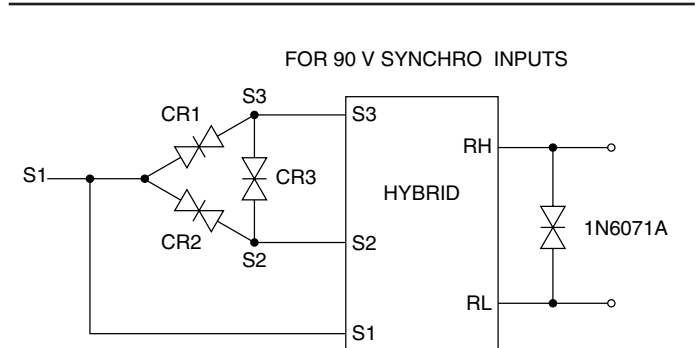 FOR 90 V SYNCHRO INPUTS
S3
CR1
S3
RH
S1
CR3
HYBRID
1N6071A
CR2
S2
S2
RL
S1